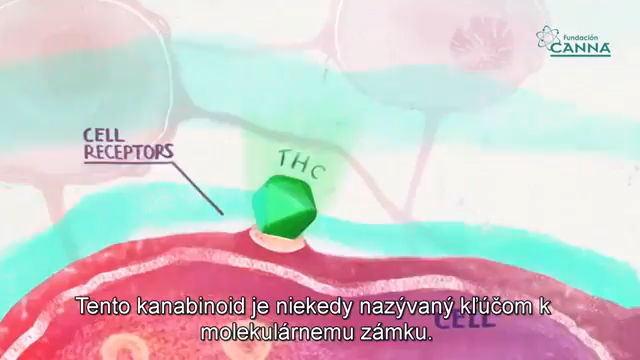 Fundación
CANNA
CELL
RECEPTORS
THC
Tento kanabinoid je niekedy nazývaný kľúčom k
molekulárnemu zámku.
CELL